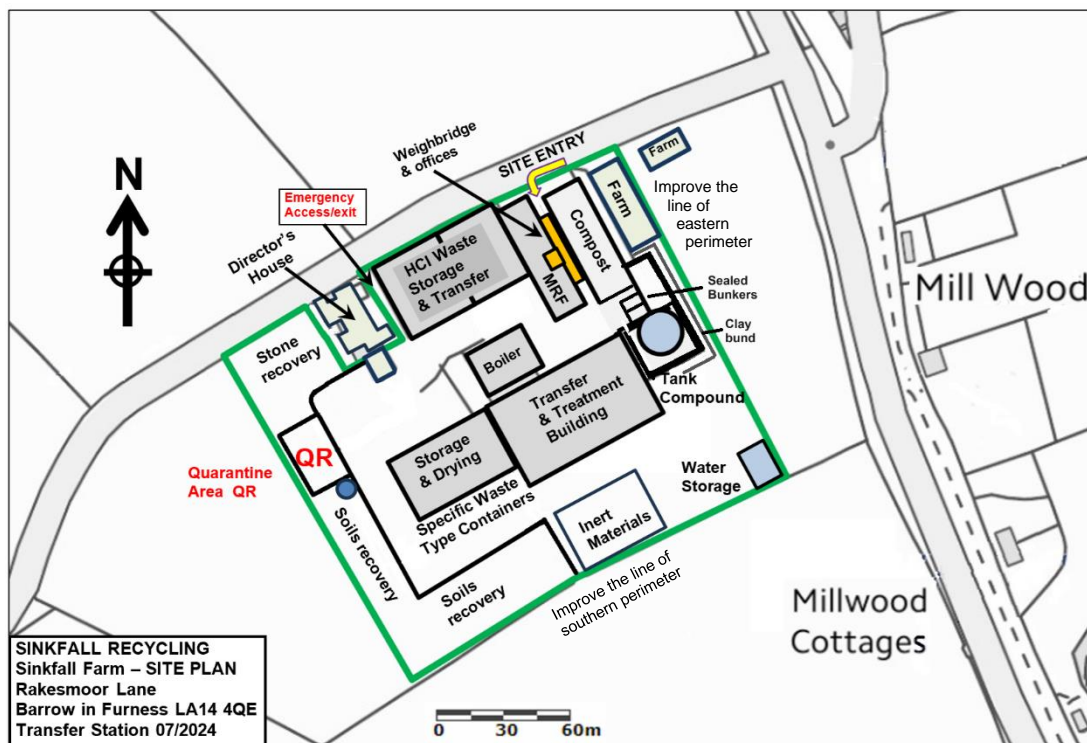 N
Weighbridge
& offices
SITE ENTRY
Farm
Farm
Improve the
line of
eastern
perimeter
Emergency
Access/exit
Director's
House
HCI Waste
Storage
& Transfer
MRF
Compost
Sealed
Bunkers
Clay
bund
Mill Wood
Stone
recovery
Boiler
Transfer
& Treatment
Building
Tank
Compound
QR
Quarantine
Area QR
Storage
& Drying
Specific Waste
Type Containers
Water
Storage
Soils recovery
Soils
recovery
Inert
Materials
Improve the line of
southern perimeter
Millwood
Cottages
SINKFALL RECYCLING
Sinkfall Farm – SITE PLAN
Rakesmoor Lane
Barrow in Furness LA14 4QE
Transfer Station 07/2024
0 30 60m